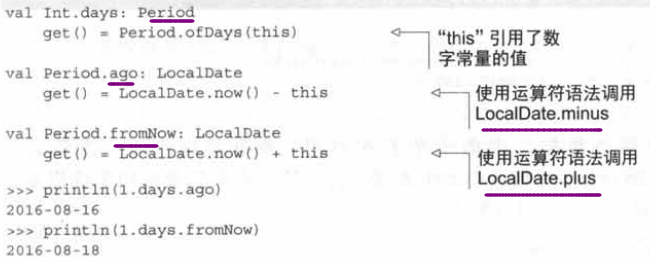 val Int.days: Period
get() = Period.ofDays(this)
“this”引用了数
字常量的值
val Period.ago: LocalDate
get() = LocalDate.now() - this
使用运算符语法调用
LocalDate.minus
val Period.fromNow: LocalDate
get() = LocalDate.now() + this
使用运算符语法调用
LocalDate.plus
>>> println(1.days.ago)
2016-08-16
>>> println(1.days.fromNow)
2016-08-18